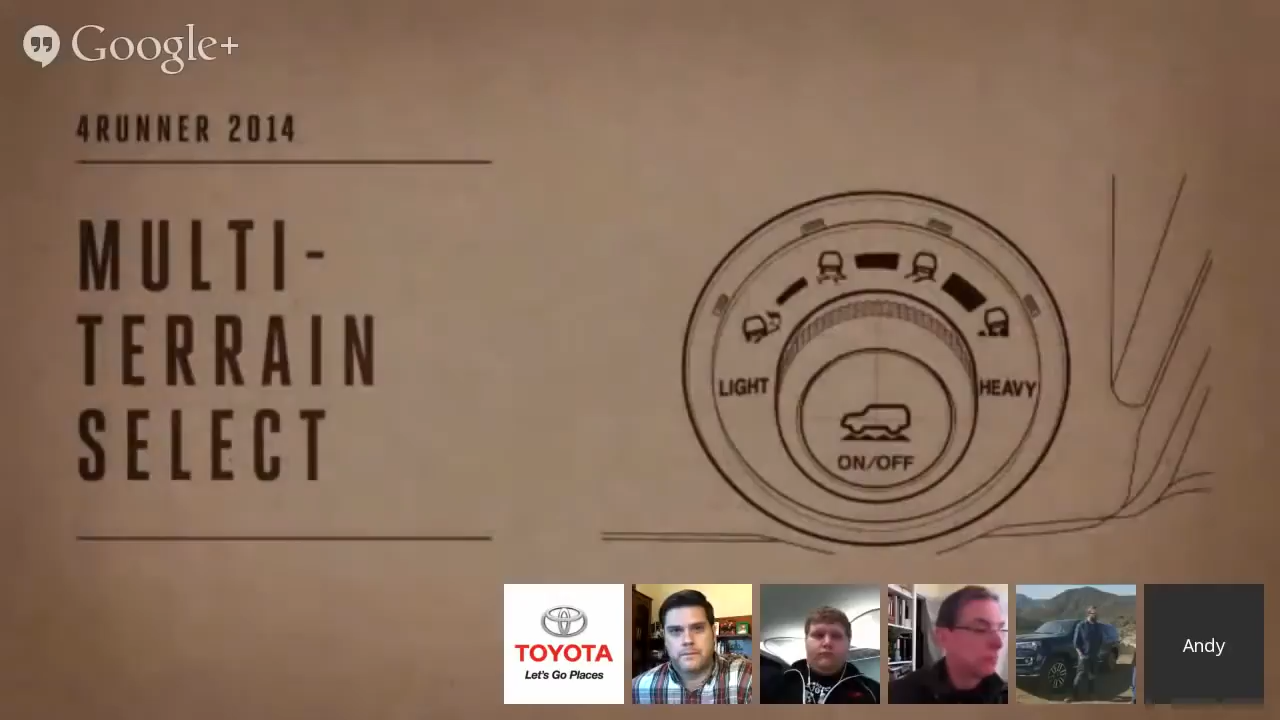 Google+
4RUNNER 2014
MULTI-
TERRAIN
SELECT
LIGHT
HEAVY
ON/OFF
TOYOTA
Let's Go Places
Andy